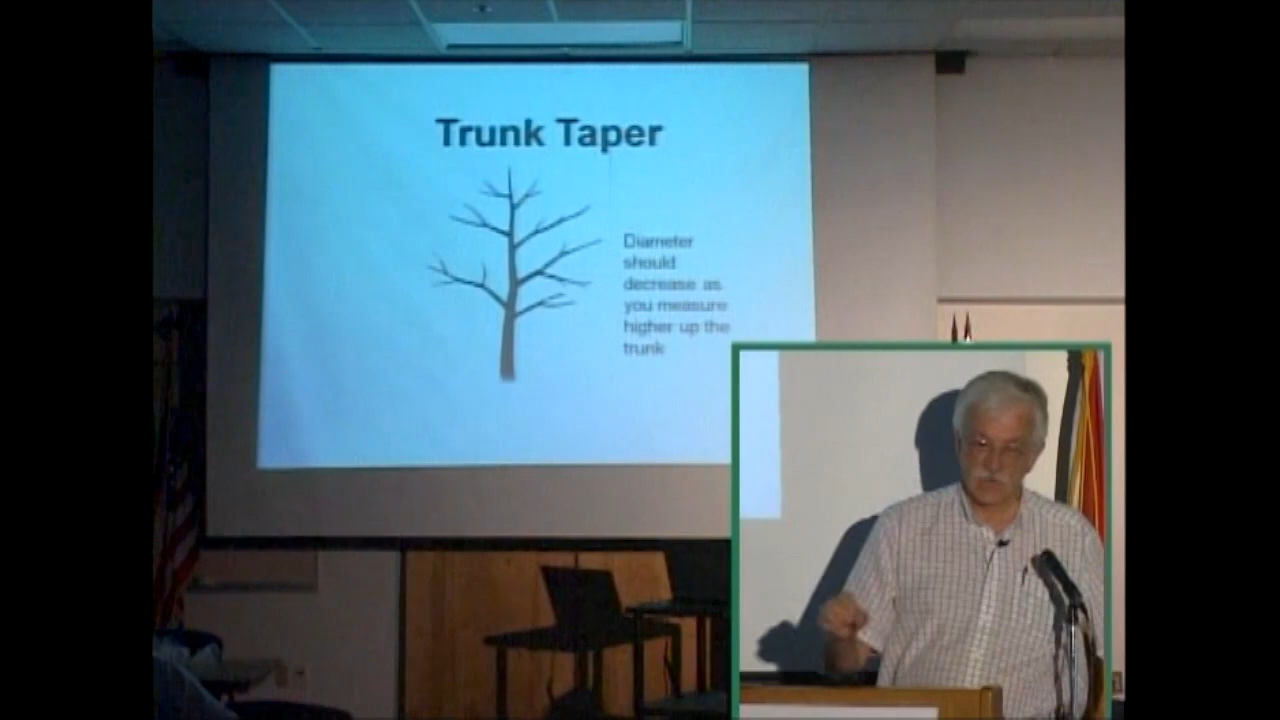 Trunk Taper
Diameter
should
decrease as
you measure
higher up the
trunk